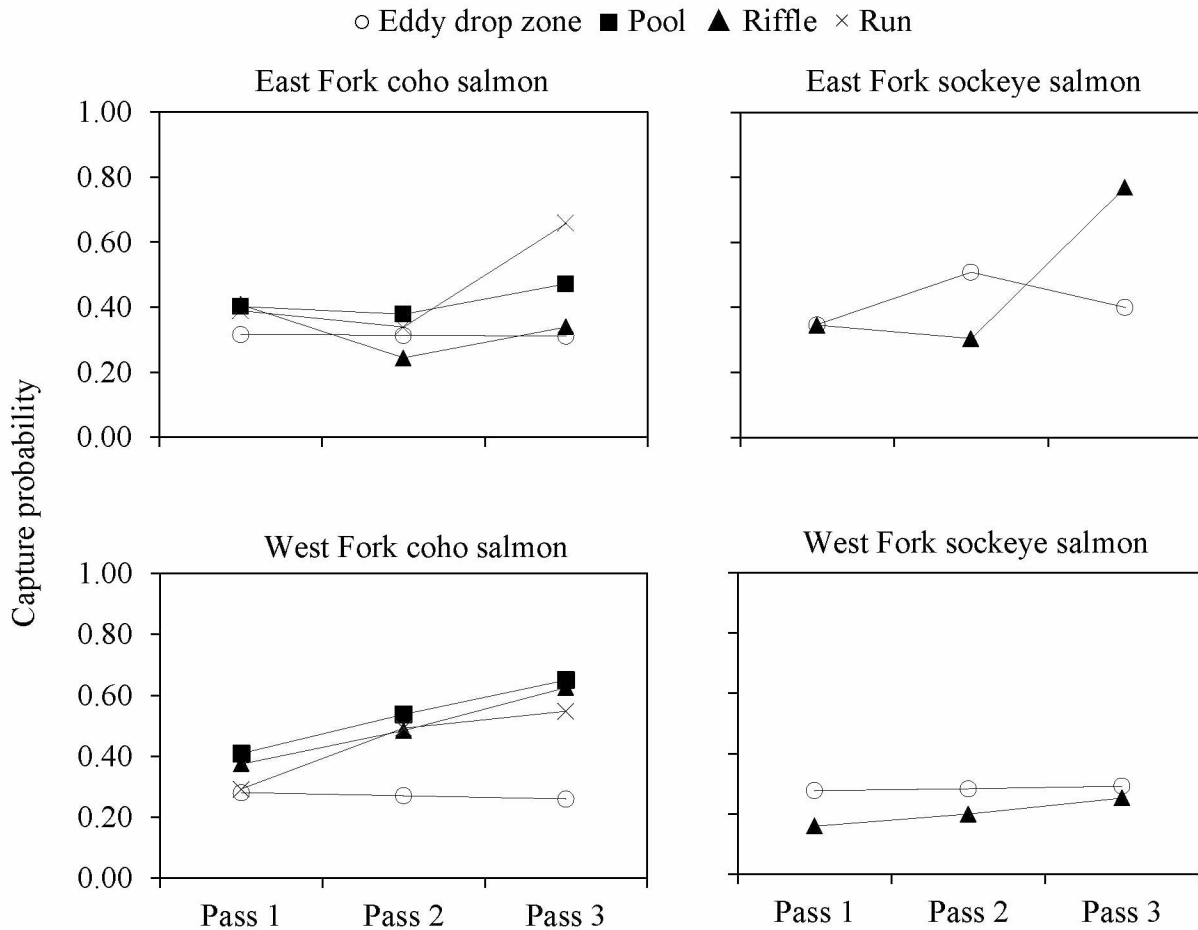 Eddy drop zone Pool Riffle Run
East Fork coho salmon
East Fork sockeye salmon
1.00
0.80
0.60
0.40
0.20
0.00
Capture probability
West Fork coho salmon
West Fork sockeye salmon
1.00
0.80
0.60
0.40
0.20
0.00
Pass 1 Pass 2 Pass 3
Pass 1 Pass 2 Pass 3